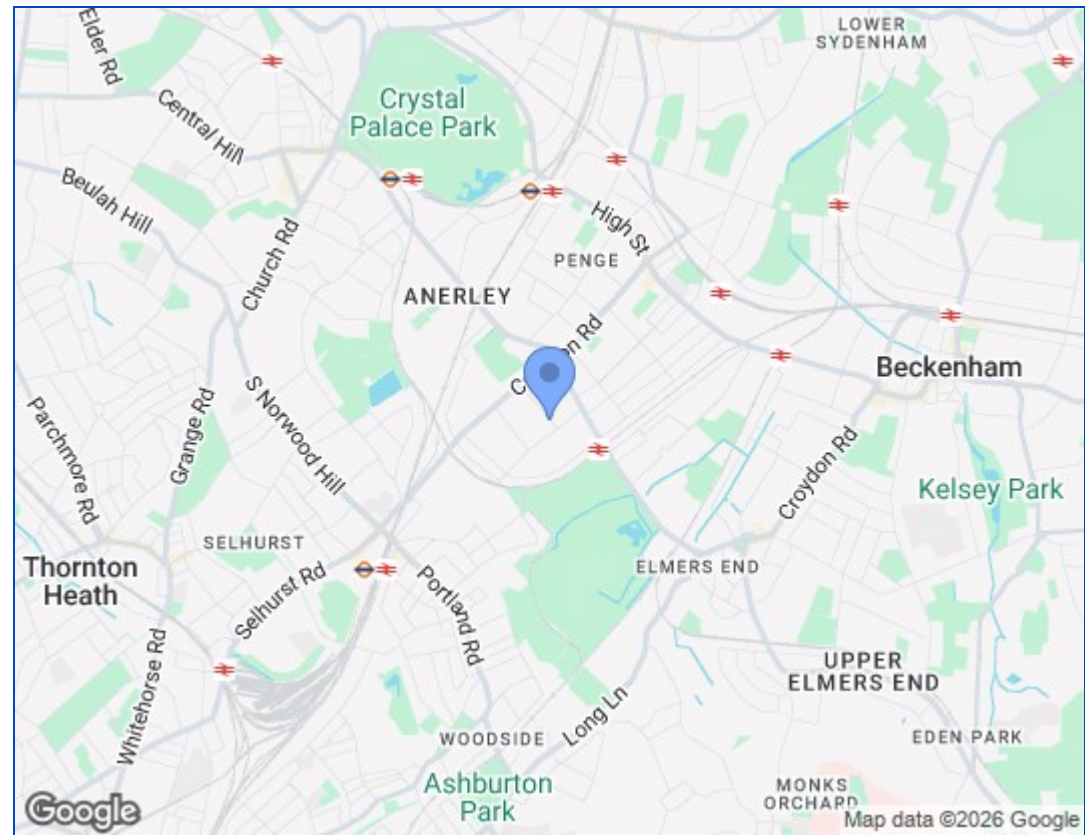 Elder Rd
LOWER
SYDENHAM
Crystal
Palace Park
Central Hill
Beulah Hill
High St
Church Rd
PENGE
ANERLEY
Beckenham
S Norwood Hill
Grange Rd
Parchmore Rd
Croydon Rd
Kelsey Park
SELHURST
Thornton
Heath
ELMERS END
Selhurst Rd
Portland Rd
Whitehorse Rd
UPPER
ELMERS END
Long Ln
WOODSIDE
EDEN PARK
Ashburton
Park
MONKS
ORCHARD
Google
Map data ©2026 Google